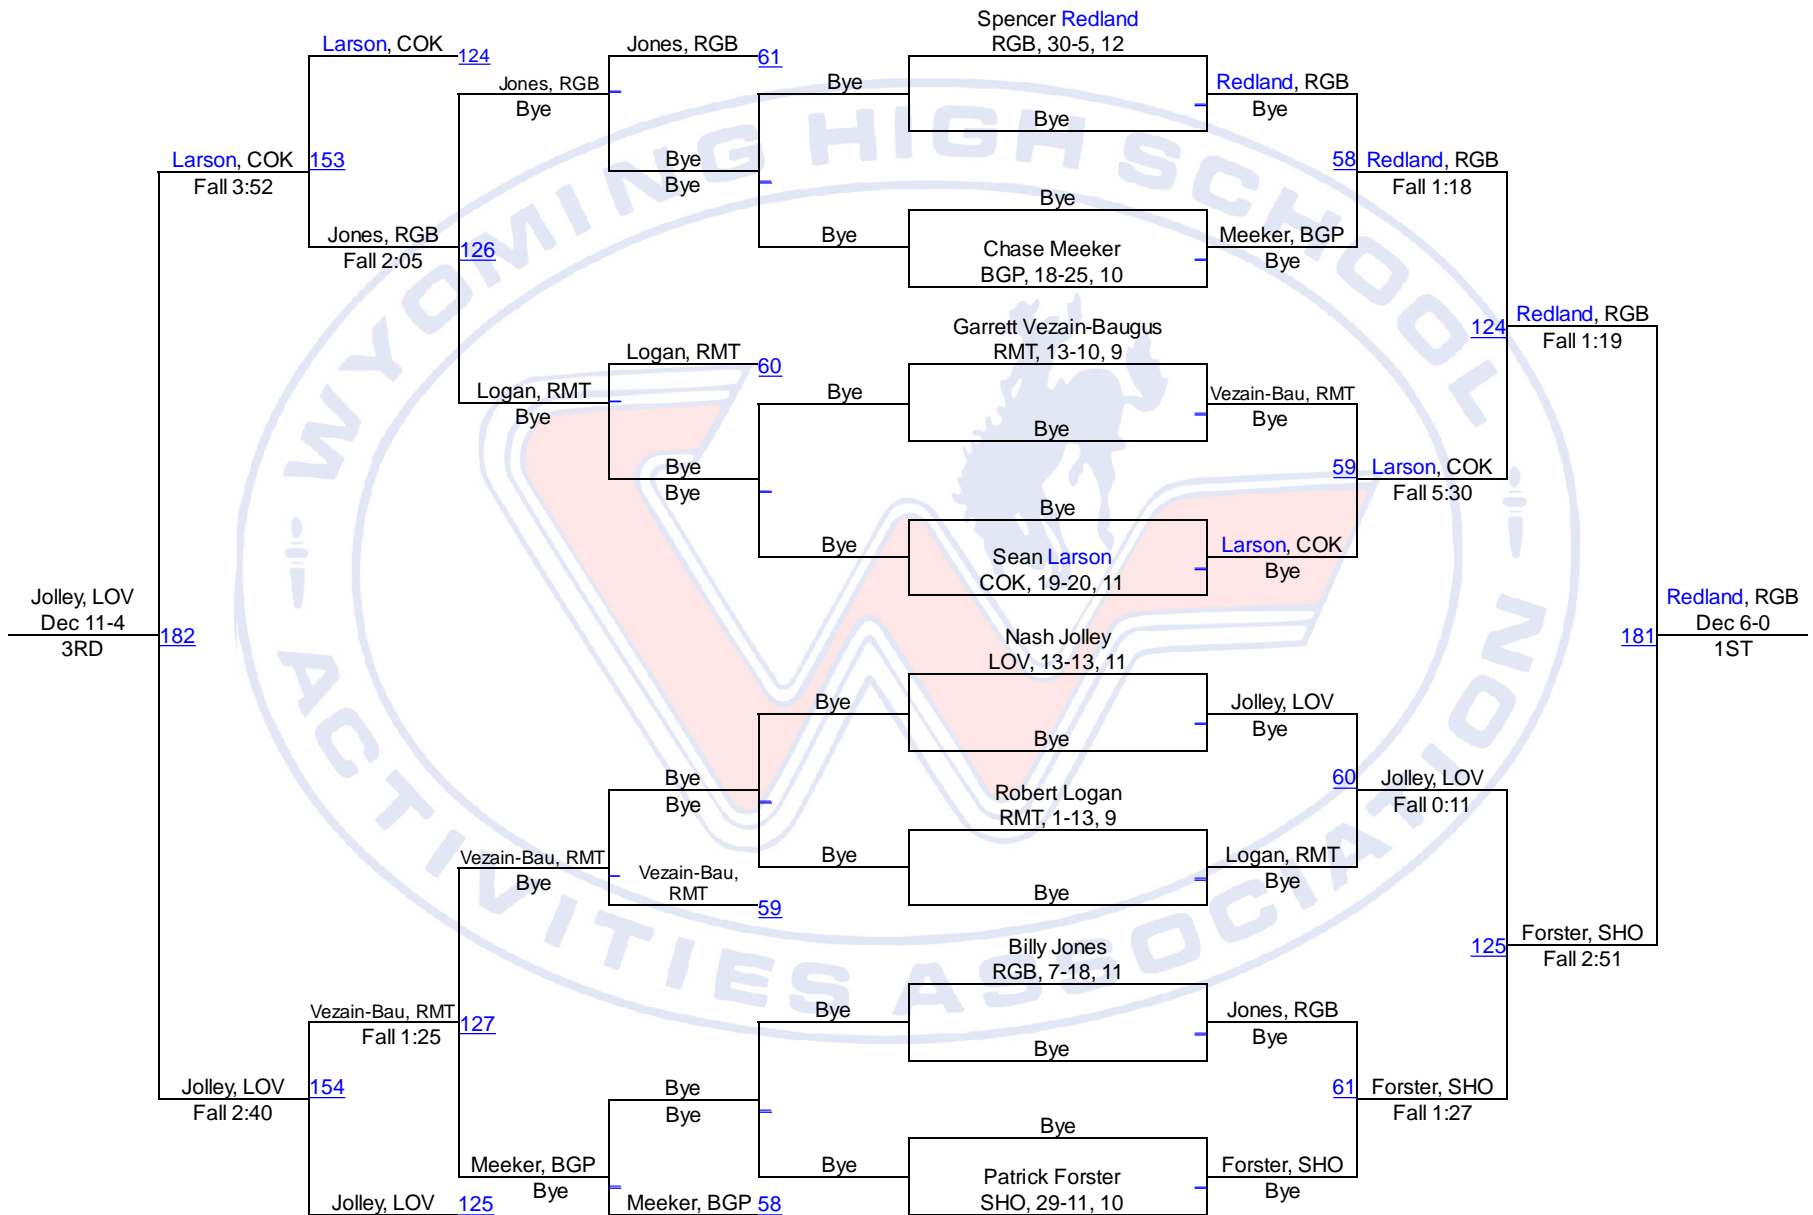 Larson, COK
124
Jones, RGB
Bye
Larson, COK
153
Fall 3:52
Jones, RGB
126
Fall 2:05
Logan, RMT
Bye
Jones, RGB
61
Bye
Bye
Logan, RMT
60
Bye
Bye
Jolley, LOV
Dec 11-4
182
3RD
Bye
Bye
Vezain-Bau, RMT
Bye
Vezain-Bau,
RMT
59
Vezain-Bau, RMT
127
Fall 1:25
Jolley, LOV
154
Fall 2:40
Bye
Bye
Meeker, BGP
Bye
Meeker, BGP 58
Jolley, LOV
125
Spencer Redland
RGB, 30-5, 12
Bye
Bye
Redland, RGB
Bye
Bye
Bye
Chase Meeker
BGP, 18-25, 10
Meeker, BGP
Bye
58
Redland, RGB
Fall 1:18
Garrett Vezain-Baugus
RMT, 13-10, 9
Bye
Bye
Vezain-Bau, RMT
Bye
Bye
Bye
Sean Larson
COK, 19-20, 11
Larson, COK
Bye
59
Larson, COK
Fall 5:30
124
Redland, RGB
Fall 1:19
Nash Jolley
LOV, 13-13, 11
Bye
Bye
Jolley, LOV
Bye
Robert Logan
RMT, 1-13, 9
Bye
Bye
Logan, RMT
Bye
60
Jolley, LOV
Fall 0:11
Billy Jones
RGB, 7-18, 11
Bye
Bye
Jones, RGB
Bye
Bye
Bye
Patrick Forster
SHO, 29-11, 10
Forster, SHO
Bye
61
Forster, SHO
Fall 1:27
125
Forster, SHO
Fall 2:51
Redland, RGB
Dec 6-0
181
1ST
WYOMING HIGH SCHOOL
ACTIVITIES ASSOCIATION